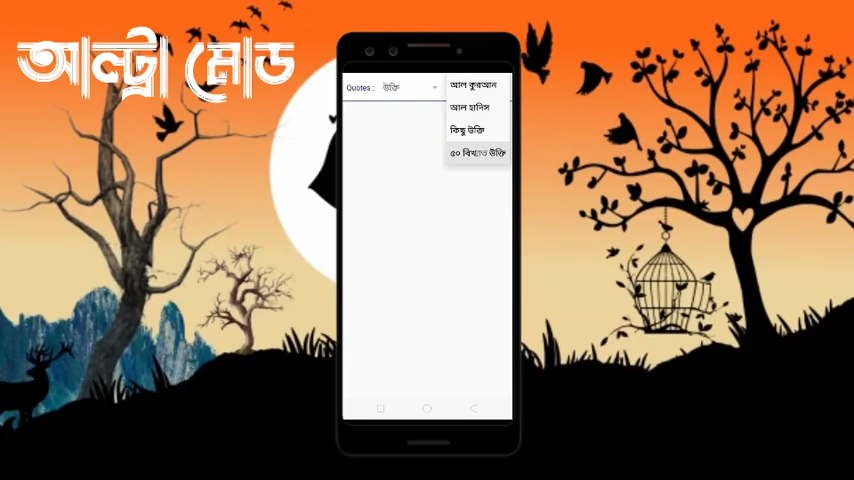 আল্ট্রা মোড
Quotes : উক্তি
আল কুরআন
আল হাদিস
কিছু উক্তি
৫০ বিখ্যাত উক্তি